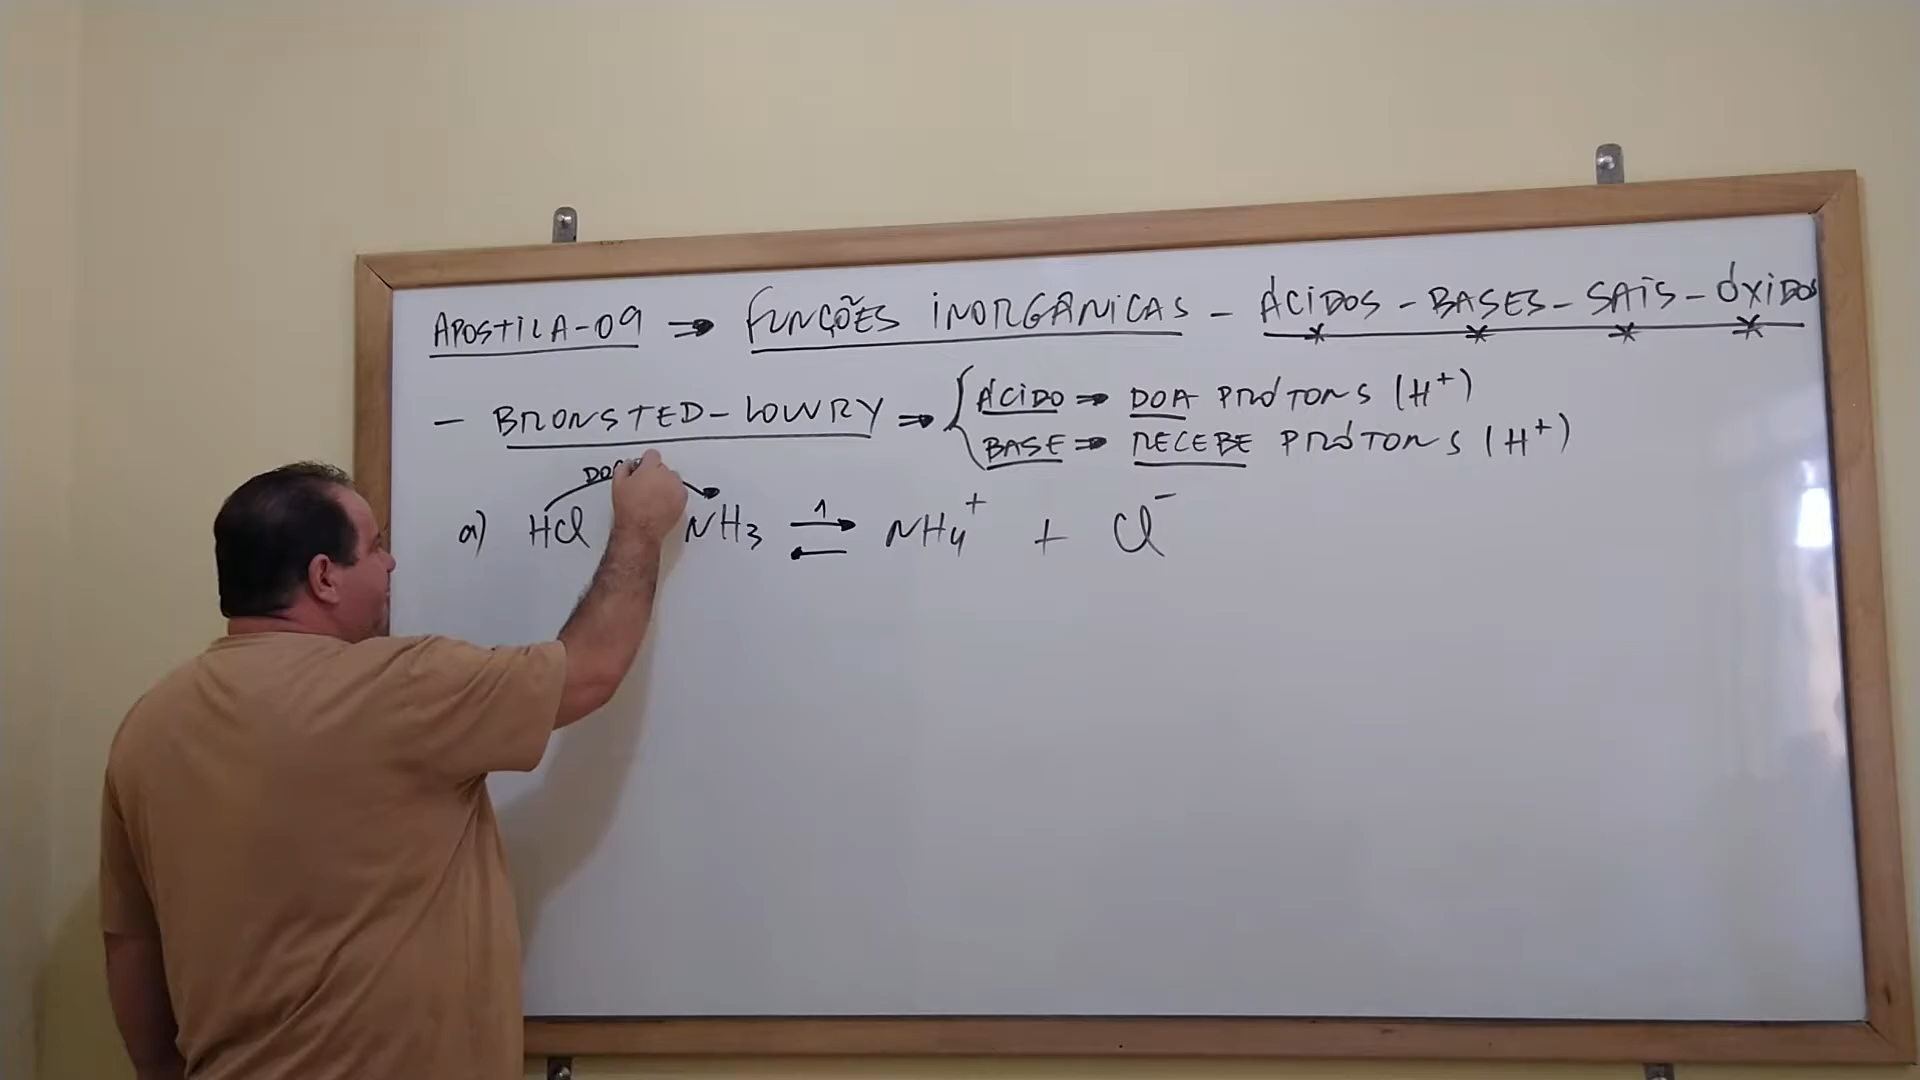 APOSTILA-09 ⇒ FUNÇÕES INORGÂNICAS - ÁCIDOS - BASES - SAIS - ÓXIDOS
- BRONSTED-LOWRY ⇒ { ÁCIDO ⇒ DOA PRÓTONS (H⁺)
BASE ⇒ RECEBE PRÓTONS (H⁺)
a) HCl NH₃ ⇌ 1 NH₄⁺ + Cl⁻